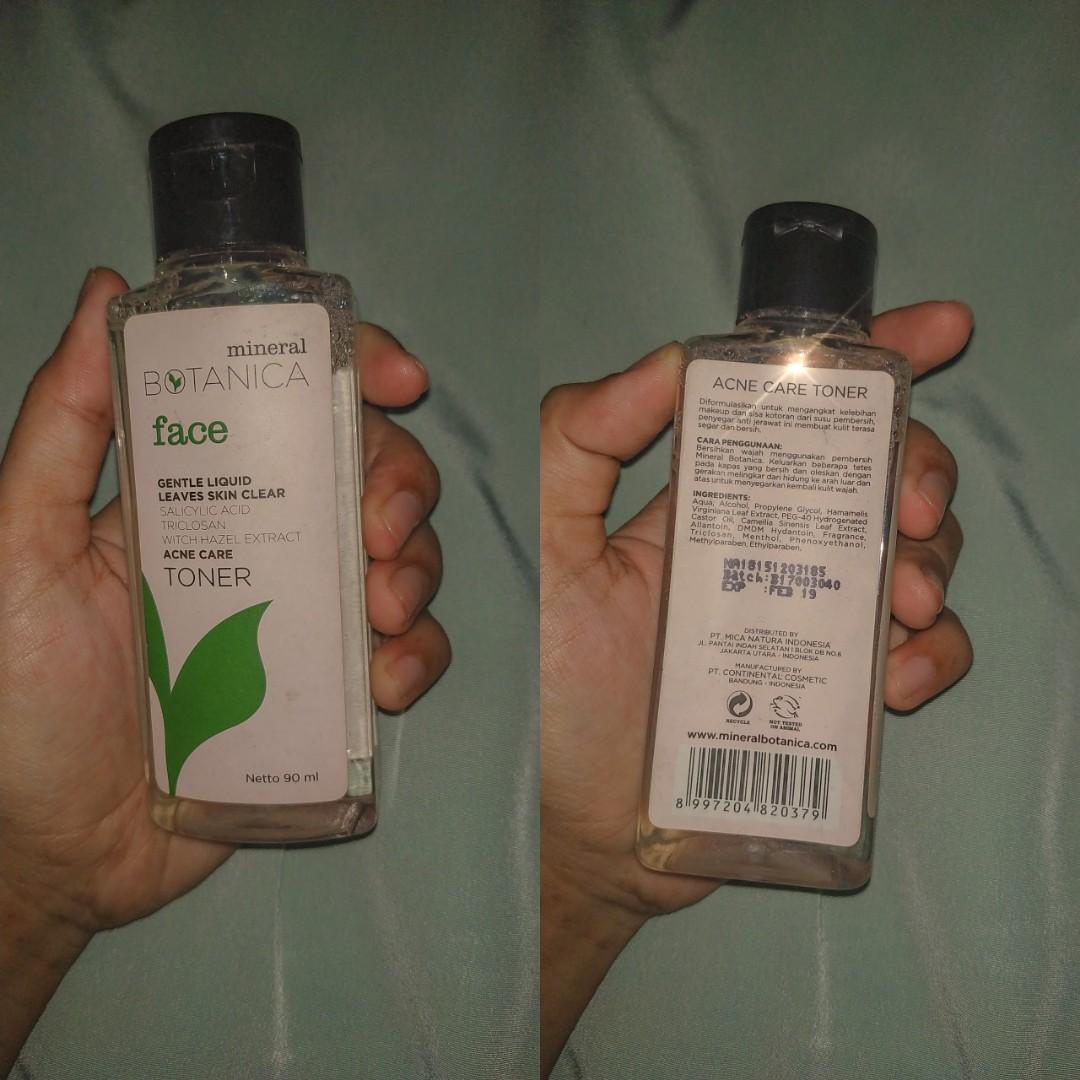 mineral
BOTANICA
face
GENTLE LIQUID
LEAVES SKIN CLEAR
SALICYLIC ACID
TRICLOSAN
WITCH HAZEL EXTRACT
ACNE CARE
TONER
Netto 90 ml
ACNE CARE TONER
Diformulasikan untuk mengangkat kelebihan
makeup dan sisa kotoran dari susu pembersih,
penyegar anti jerawat ini membuat kulit terasa
segar dan bersih.
CARA PENGGUNAAN:
Bersihkan wajah menggunakan pembersih
Mineral Botanica. Keluarkan beberapa tetes
pada kapas yang bersih dan oleskan dengan
gerakan melingkar dari hidung ke arah luar dan
atas untuk menyegarkan kembali kulit wajah.
INGREDIENTS:
Aqua, Alcohol, Propylene Glycol, Hamamelis
Virginiana Leaf Extract, PEG-40 Hydrogenated
Castor Oil, Camellia Sinensis Leaf Extract,
Allantoin, DMDM Hydantoin, Fragrance,
Triclosan, Menthol, Phenoxyethanol,
Methylparaben, Ethylparaben.
NA18151203185
Batch:B17003040
EXP :FEB 19
DISTRIBUTED BY
PT. MICA NATURA INDONESIA
JL. PANTAI INDAH SELATAN I BLOK DB NO.6
JAKARTA UTARA - INDONESIA
MANUFACTURED BY
PT. CONTINENTAL COSMETIC
BANDUNG - INDONESIA
RECYCLE
NOT TESTED
ON ANIMAL
www.mineralbotanica.com
8 997204 820379